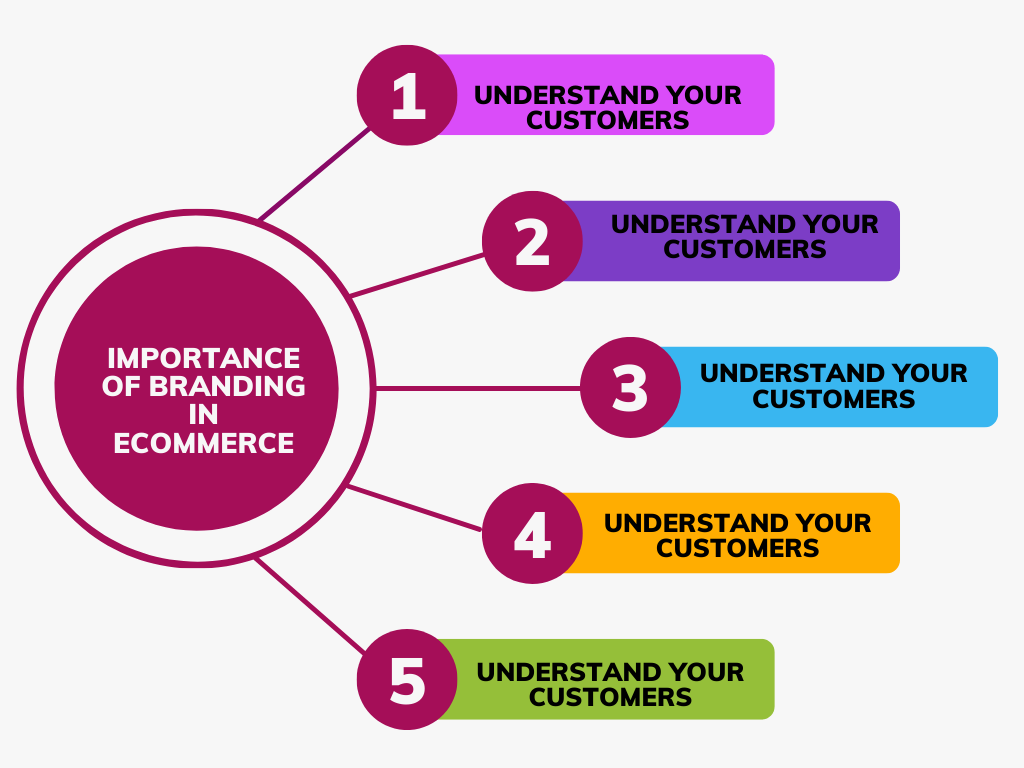 1
UNDERSTAND YOUR
CUSTOMERS
2
UNDERSTAND YOUR
CUSTOMERS
IMPORTANCE
OF BRANDING
IN
ECOMMERCE
3
UNDERSTAND YOUR
CUSTOMERS
4
UNDERSTAND YOUR
CUSTOMERS
5
UNDERSTAND YOUR
CUSTOMERS